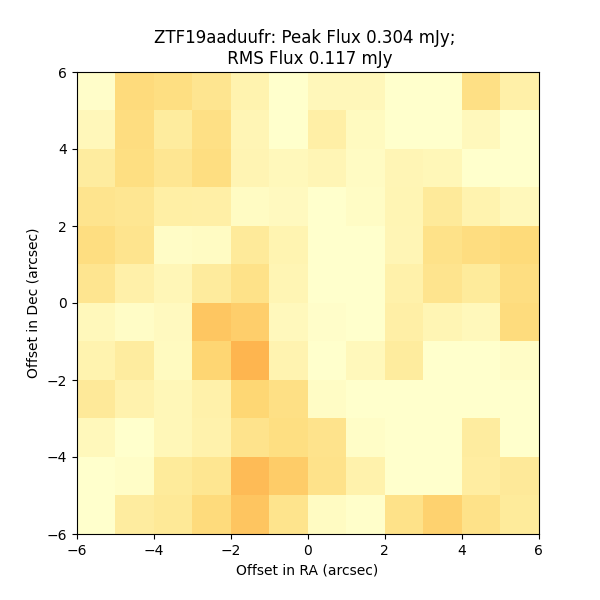 ZTF19aaduufr: Peak Flux 0.304 mJy;
RMS Flux 0.117 mJy
6
4
2
0
−2
−4
−6
Offset in Dec (arcsec)
−6 −4 −2 0 2 4 6
Offset in RA (arcsec)